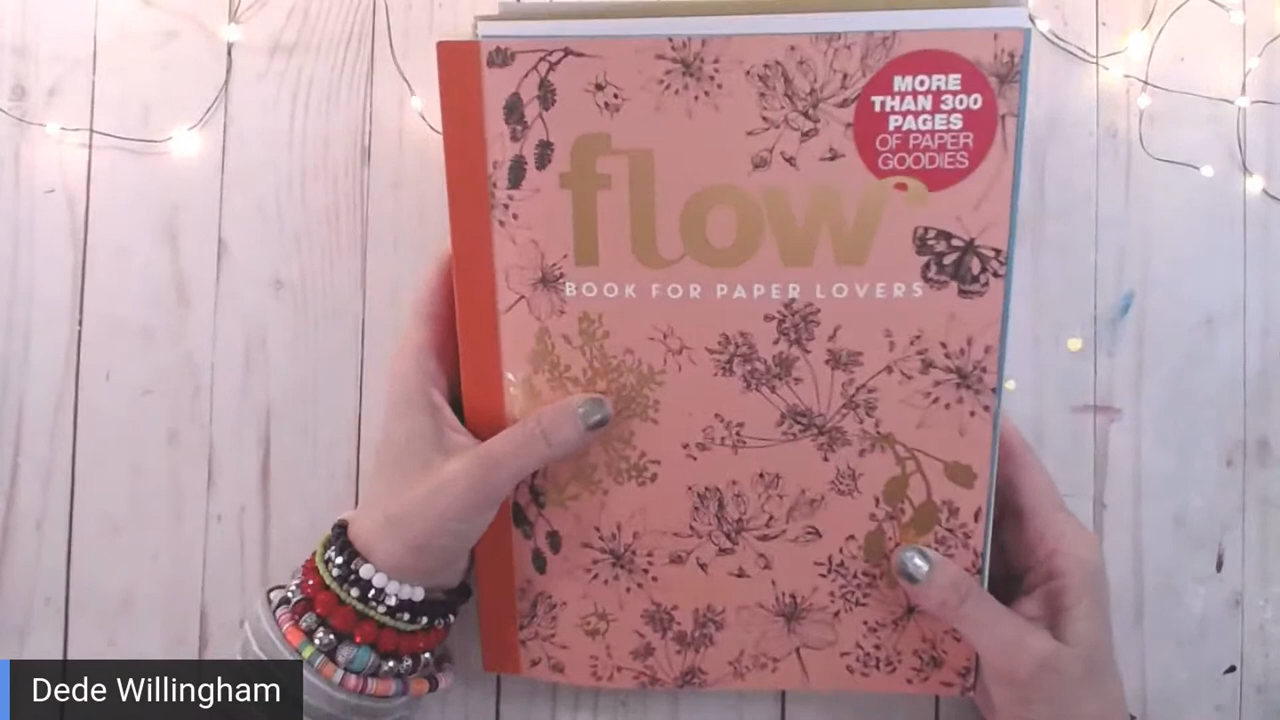 MORE
THAN 300
PAGES
OF PAPER
GOODIES
flow
BOOK FOR PAPER LOVERS
Dede Willingham